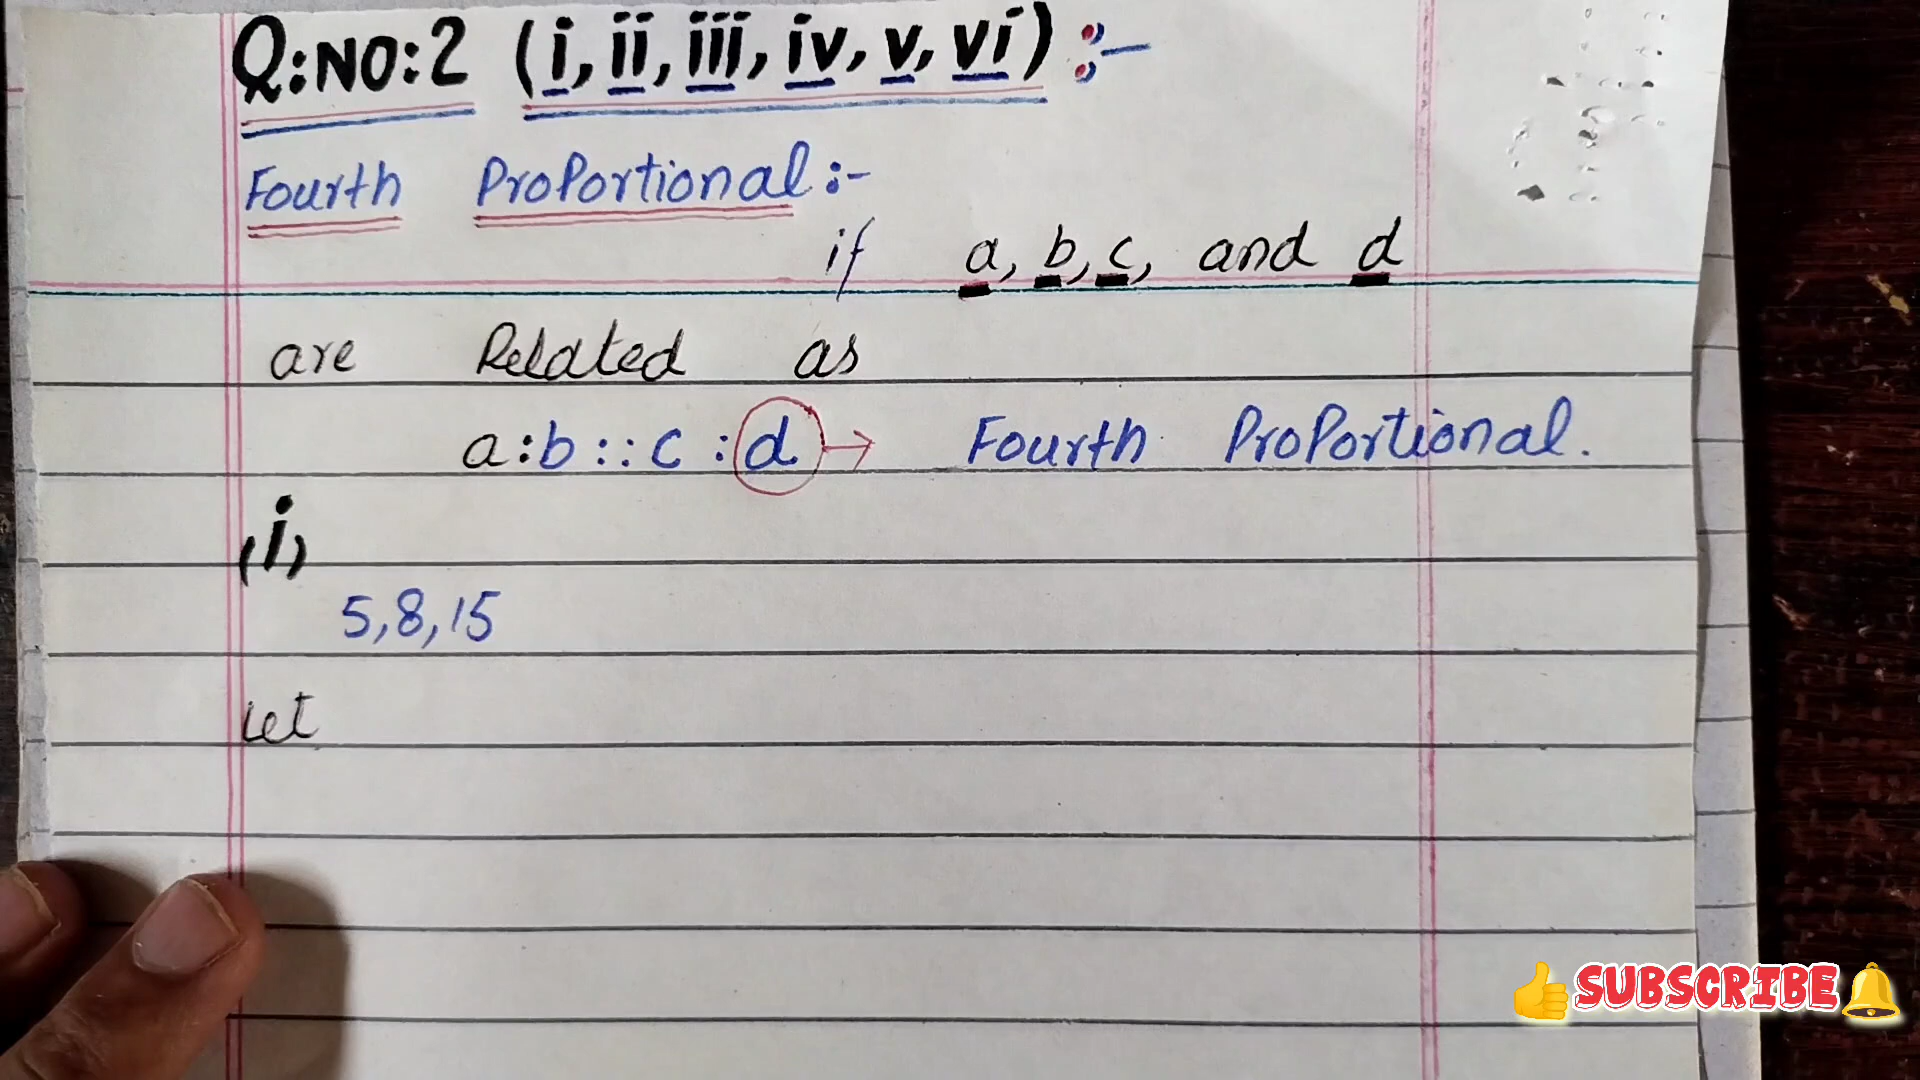 Q:NO:2 (i, ii, iii, iv, v, vi) :-
Fourth ProPortional:-
if a, b, c, and d
are Related as
a:b::c:d→ Fourth ProPortional.
(i)
5,8,15
Let
👍SUBSCRIBE🔔